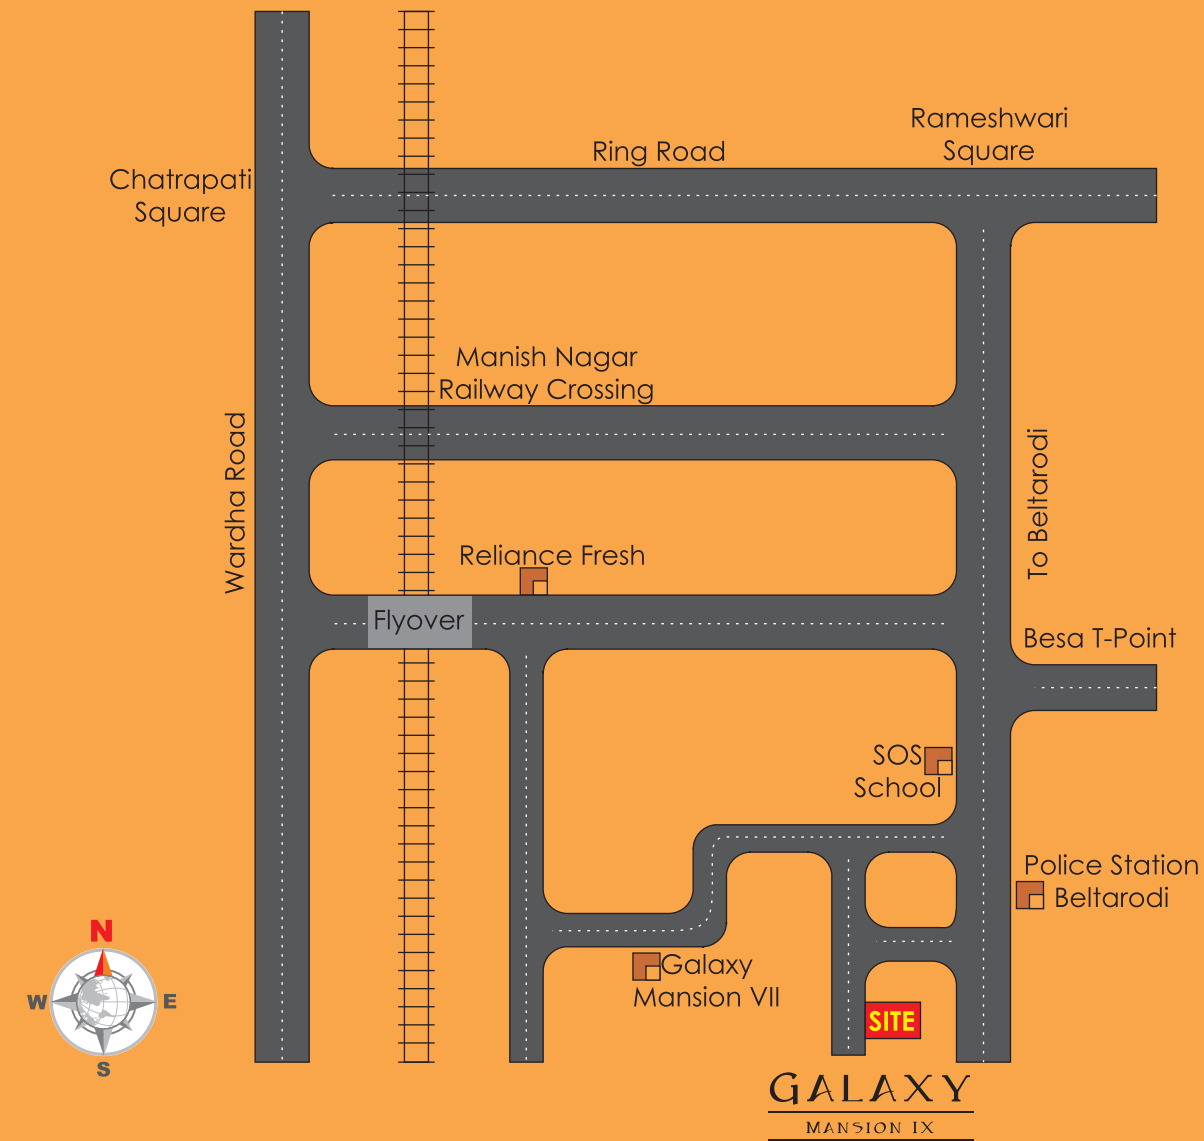 Rameshwari
Square
Ring Road
Chatrapati
Square
Manish Nagar
Railway Crossing
Wardha Road
To Beltarodi
Reliance Fresh
Flyover
Besa T-Point
SOS
School
Police Station
Beltarodi
N
W
E
S
Galaxy
Mansion VII
SITE
GALAXY
MANSION IX